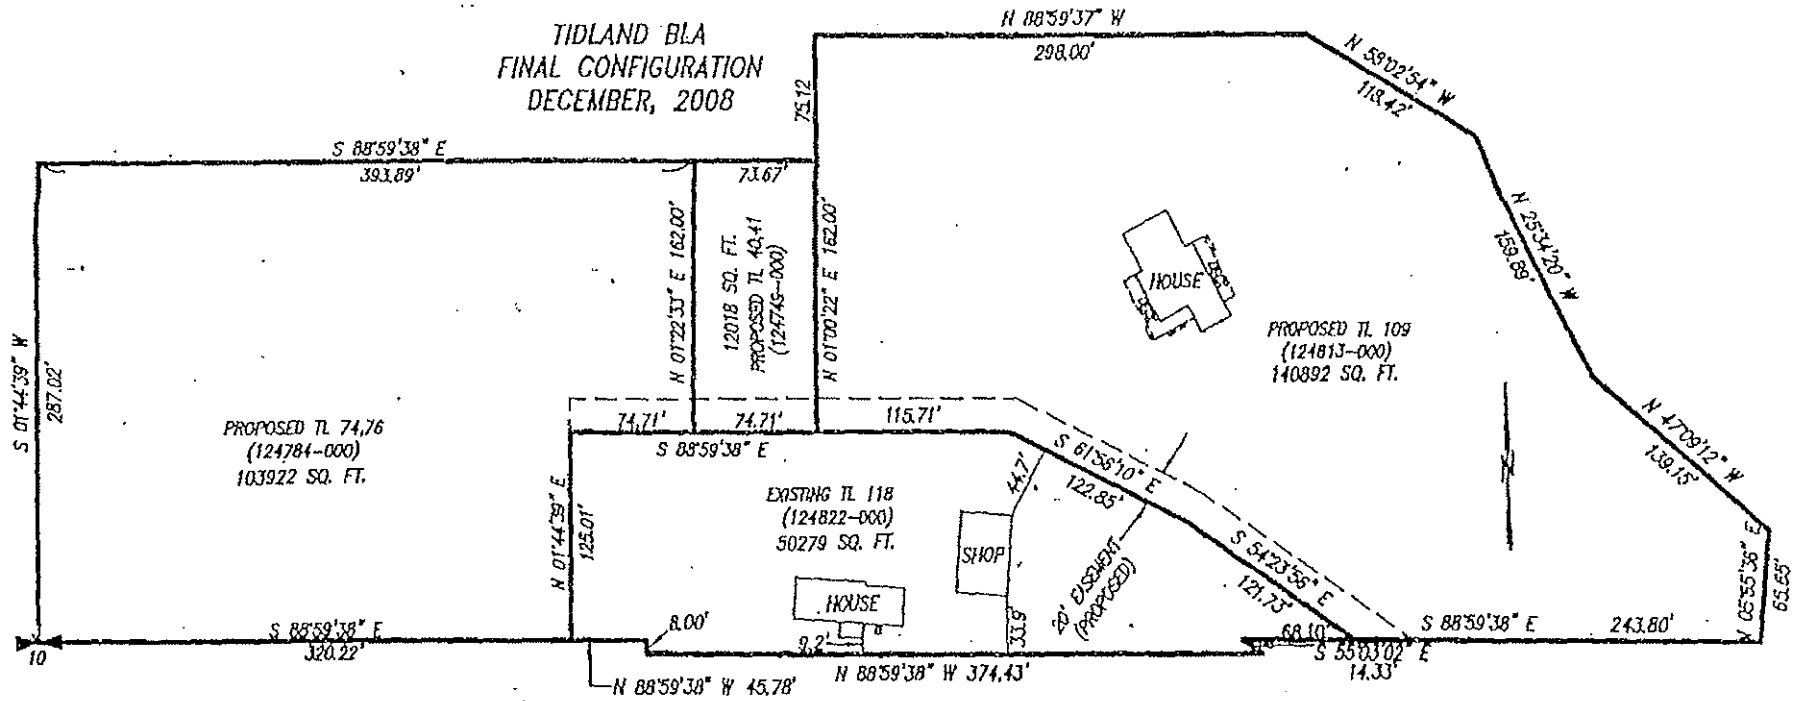 TIDLAND BLA
FINAL CONFIGURATION
DECEMBER, 2008
N 88°59'37" W
298.00'
N 58°02'54" W
118.42'
75.12
S 88°59'38" E
393.89'
73.67'
N 01°22'33" E 162.00'
12018 SQ. FT.
PROPOSED TL 40,41
(124749-000)
N 01°00'22" E 162.00'
HOUSE
DECK
N 25°34'20" W
159.89'
PROPOSED TL 109
(124813-000)
140892 SQ. FT.
S 01°44'39" W
287.02'
PROPOSED TL 74,76
(124784-000)
103922 SQ. FT.
74.71'
74.71'
115.71'
S 88°59'38" E
N 47°09'12" W
139.15'
S 61°56'10" E
122.85'
44.7'
EXISTING TL 118
(124822-000)
50279 SQ. FT.
N 01°44'39" E
125.01'
SHOP
HOUSE
20' EASEMENT
(PROPOSED)
S 54°23'56" E
121.73'
N
N 05°55'36" E
65.65'
S 88°59'38" E
320.22'
10
8.00'
9.2'
33.9'
68.10'
S 88°59'38" E
243.80'
S 55°03'02" E
14.33'
N 88°59'38" W 374.43'
N 88°59'38" W 45.78'